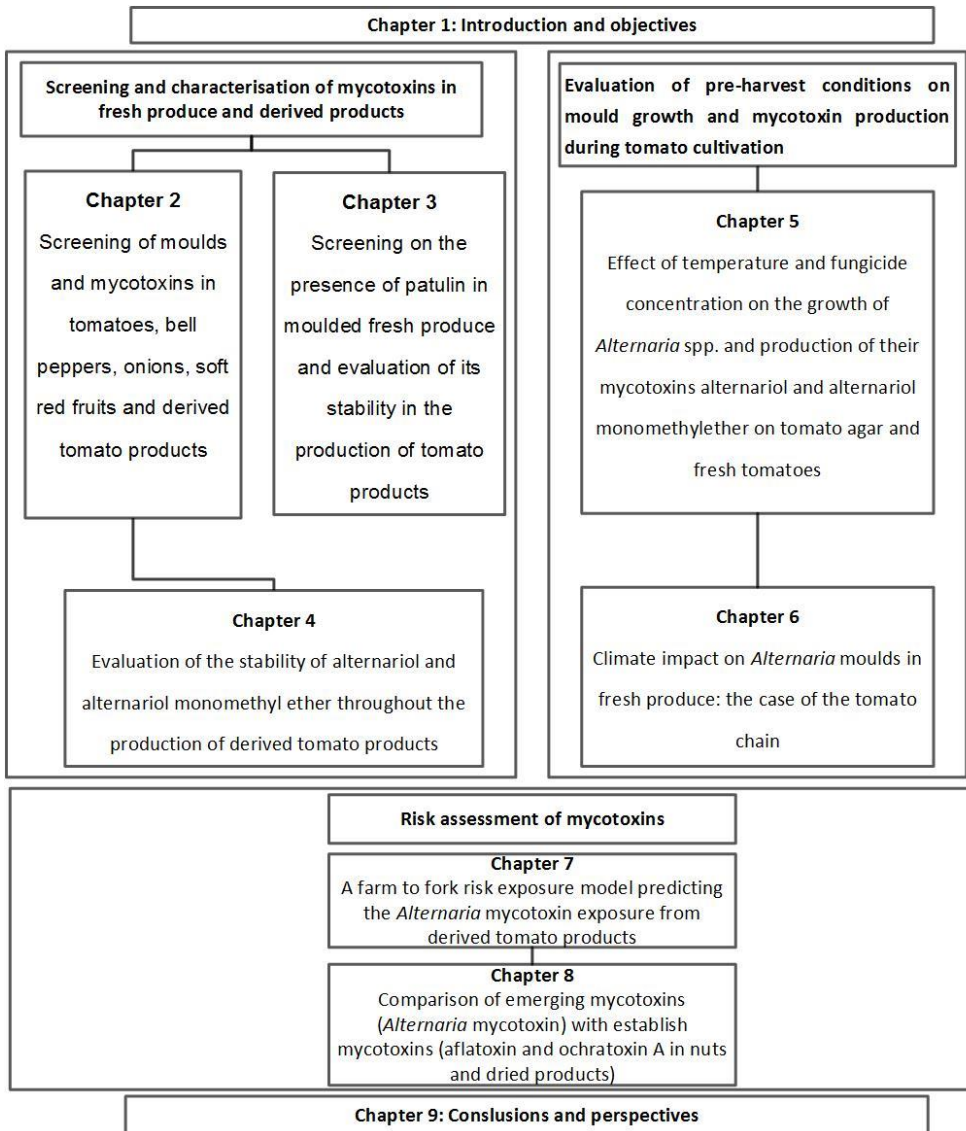 Chapter 1: Introduction and objectives
Screening and characterisation of mycotoxins in
fresh produce and derived products
Chapter 2
Screening of moulds
and mycotoxins in
tomatoes, bell
peppers, onions, soft
red fruits and derived
tomato products
Chapter 3
Screening on the
presence of patulin in
moulded fresh produce
and evaluation of its
stability in the
production of tomato
products
Chapter 4
Evaluation of the stability of alternariol and
alternariol monomethyl ether throughout the
production of derived tomato products
Evaluation of pre-harvest conditions on
mould growth and mycotoxin production
during tomato cultivation
Chapter 5
Effect of temperature and fungicide
concentration on the growth of
Alternaria spp. and production of their
mycotoxins alternariol and alternariol
monomethylether on tomato agar and
fresh tomatoes
Chapter 6
Climate impact on Alternaria moulds in
fresh produce: the case of the tomato
chain
Risk assessment of mycotoxins
Chapter 7
A farm to fork risk exposure model predicting
the Alternaria mycotoxin exposure from
derived tomato products
Chapter 8
Comparison of emerging mycotoxins
(Alternaria mycotoxin) with establish
mycotoxins (aflatoxin and ochratoxin A in nuts
and dried products)
Chapter 9: Conslusions and perspectives